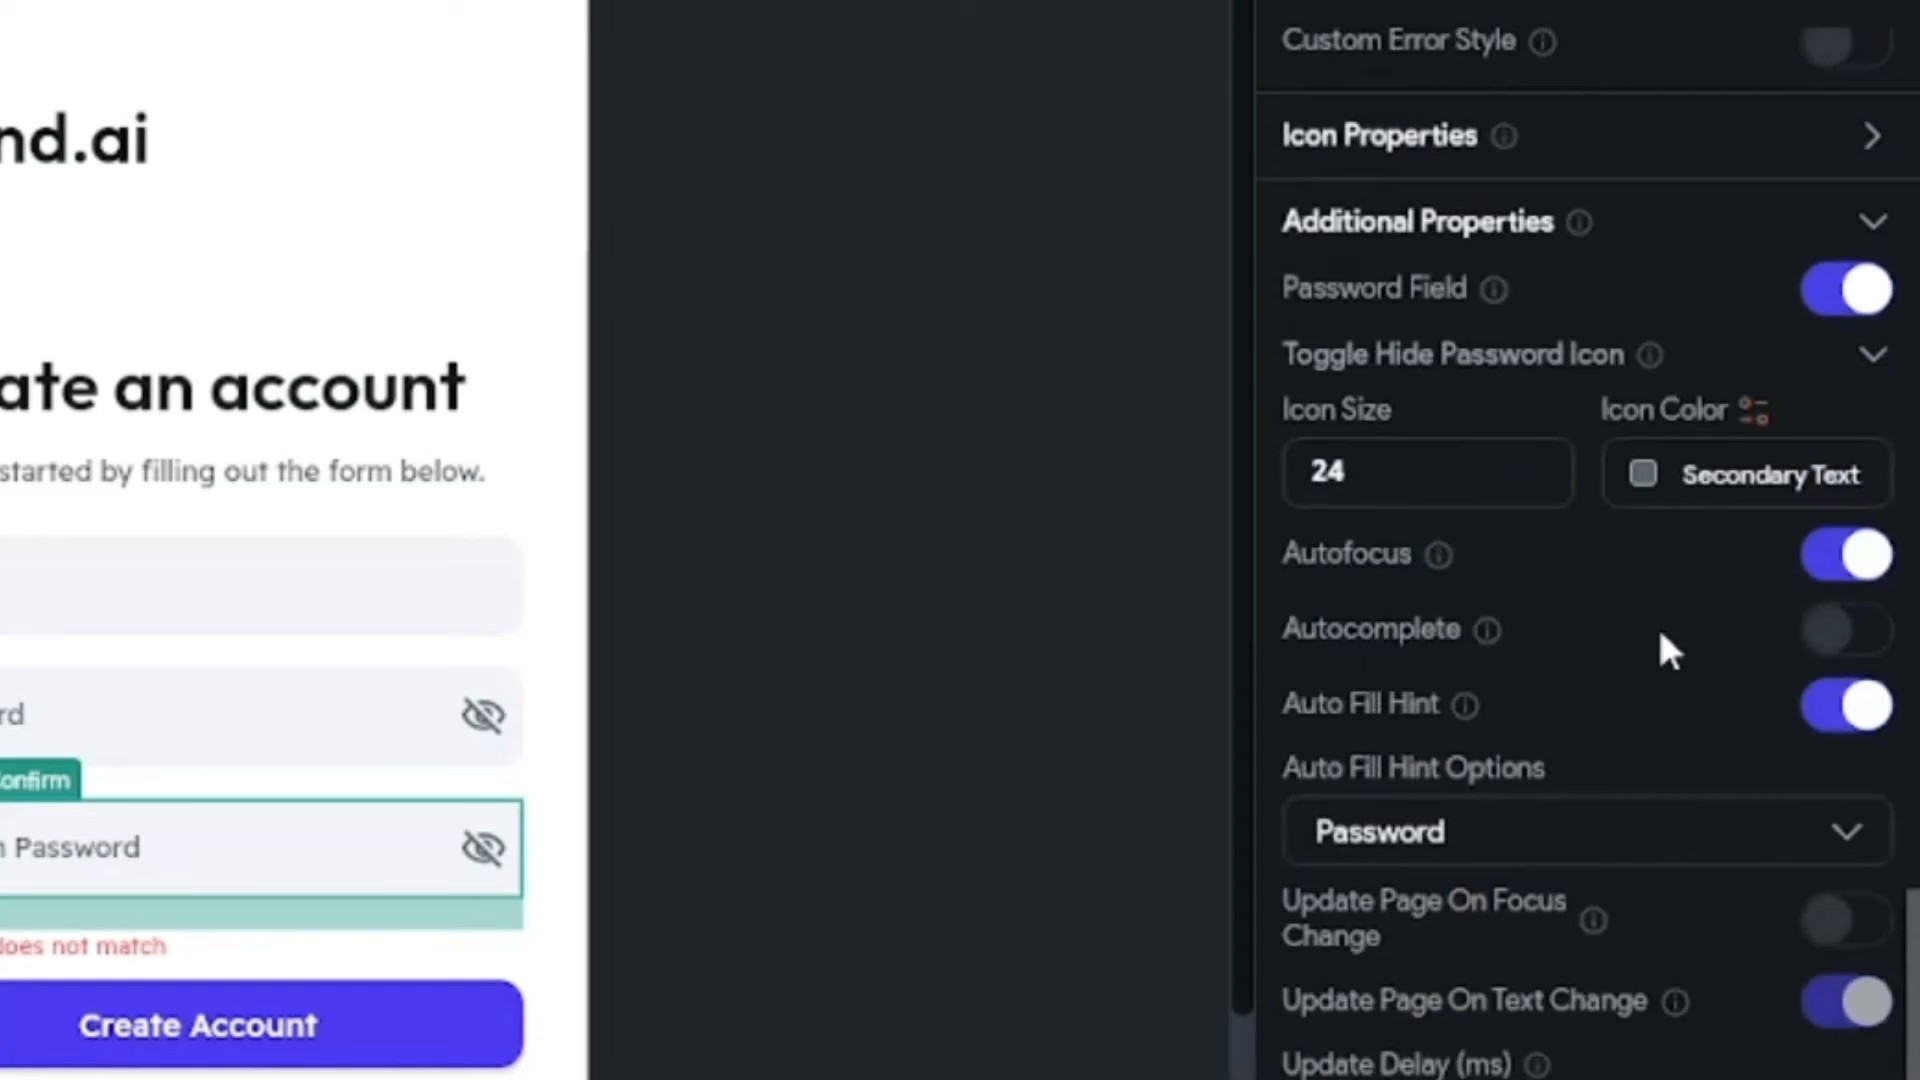 nd.ai
ate an account
started by filling out the form below.
rd
onfirm
n Password
does not match
Create Account
Custom Error Style
Icon Properties
Additional Properties
Password Field
Toggle Hide Password Icon
Icon Size
Icon Color
24
Secondary Text
Autofocus
Autocomplete
Auto Fill Hint
Auto Fill Hint Options
Password
Update Page On Focus
Change
Update Page On Text Change
Update Delay (ms)